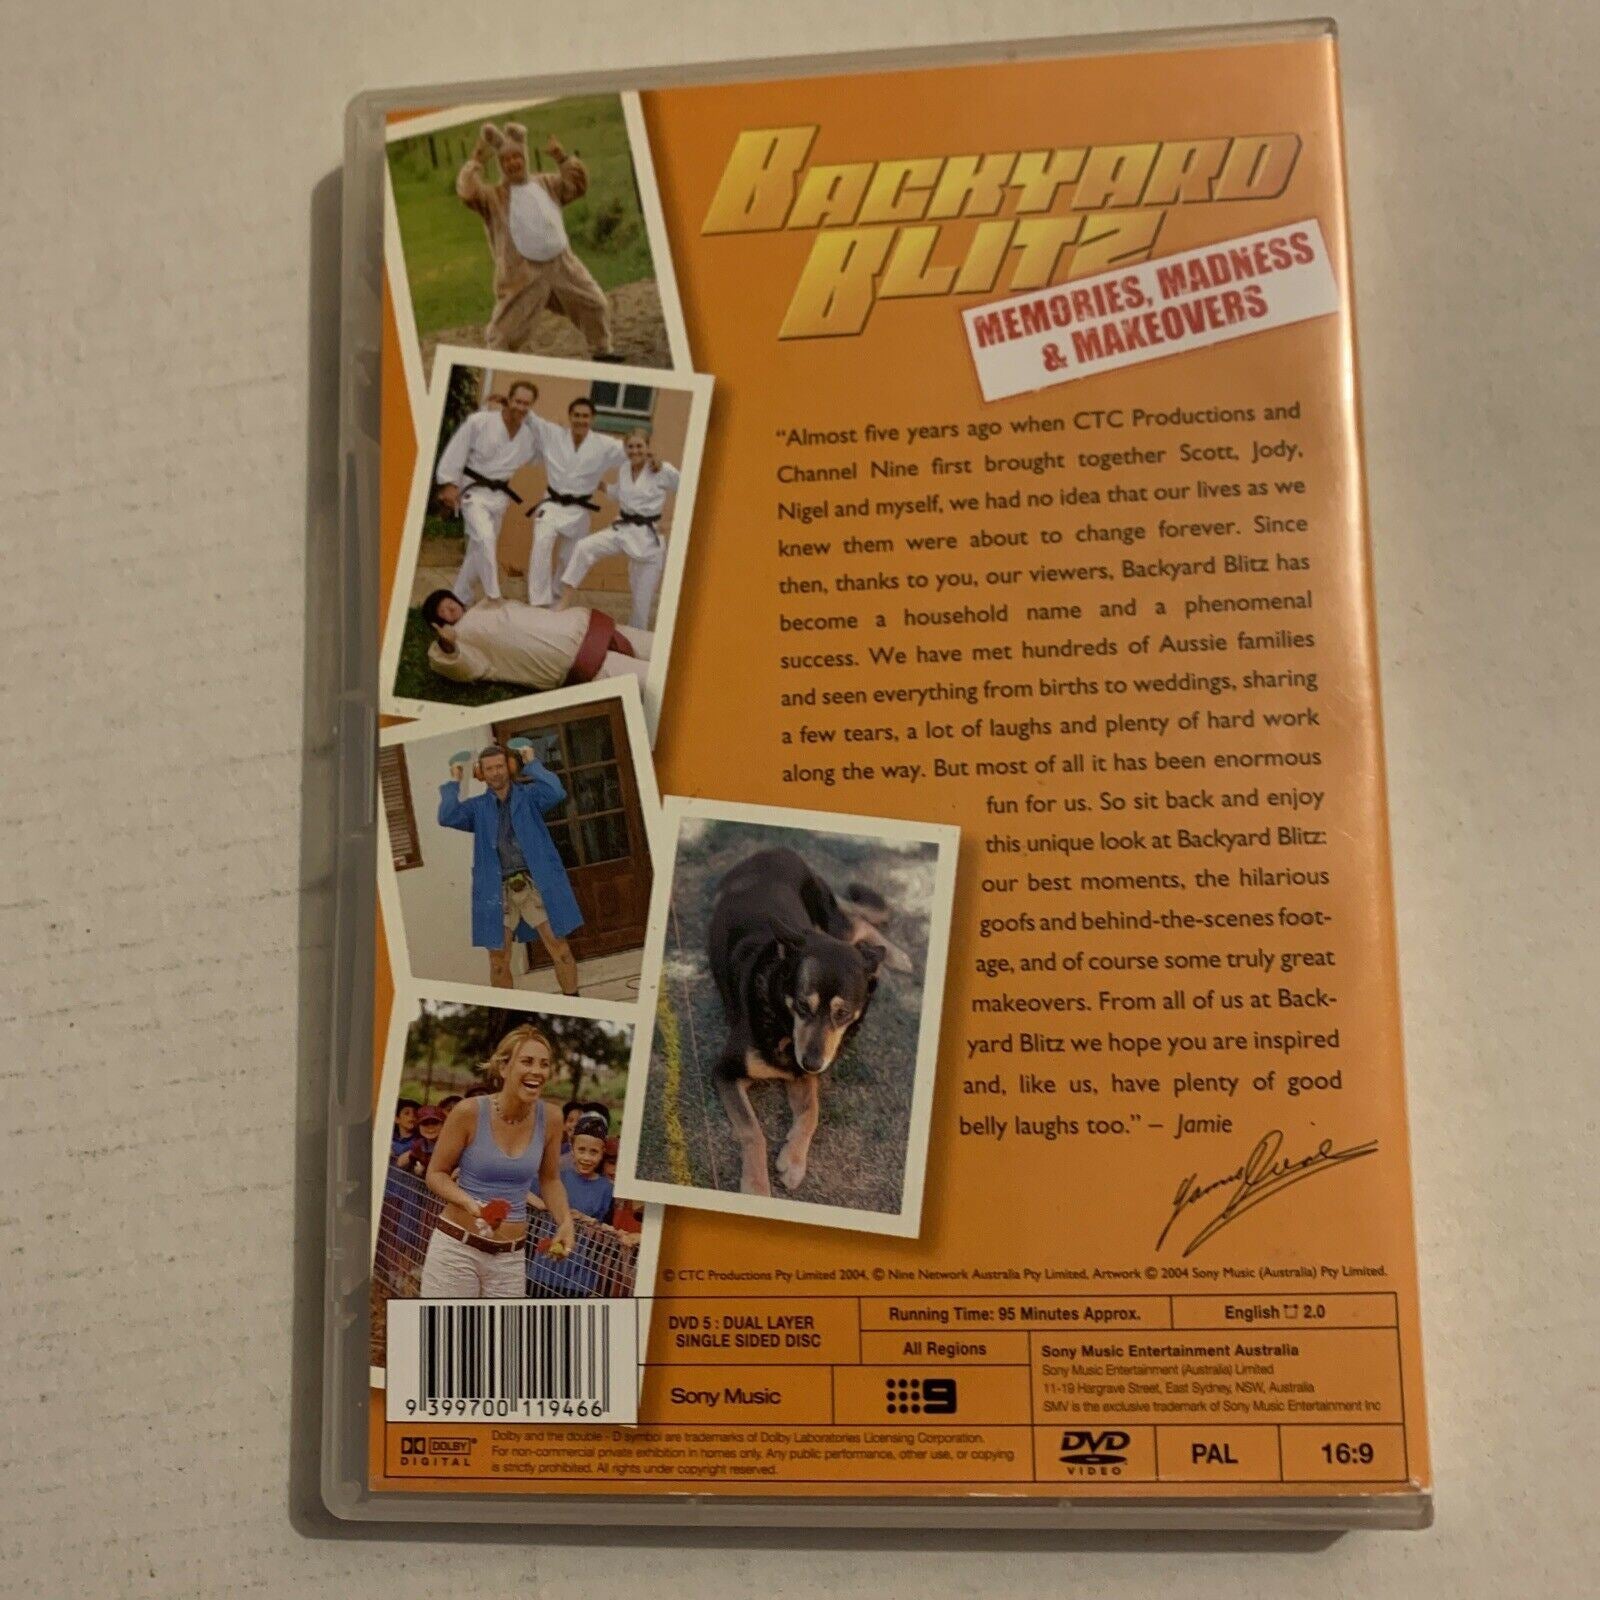 BACKYARD
BLITZ
MEMORIES, MADNESS
& MAKEOVERS
“Almost five years ago when CTC Productions and
Channel Nine first brought together Scott, Jody,
Nigel and myself, we had no idea that our lives as we
knew them were about to change forever. Since
then, thanks to you, our viewers, Backyard Blitz has
become a household name and a phenomenal
success. We have met hundreds of Aussie families
and seen everything from births to weddings, sharing
a few tears, a lot of laughs and plenty of hard work
along the way. But most of all it has been enormous
fun for us. So sit back and enjoy
this unique look at Backyard Blitz:
our best moments, the hilarious
goofs and behind-the-scenes foot-
age, and of course some truly great
makeovers. From all of us at Back-
yard Blitz we hope you are inspired
and, like us, have plenty of good
belly laughs too.” – Jamie
Jamie Durie
© CTC Productions Pty Limited 2004, © Nine Network Australia Pty Limited, Artwork © 2004 Sony Music (Australia) Pty Limited.
9 399700 119466
DVD 5 : DUAL LAYER
SINGLE SIDED DISC
Running Time: 95 Minutes Approx.
English 2.0
All Regions
Sony Music
9
Sony Music Entertainment Australia
Sony Music Entertainment (Australia) Limited
11-19 Hargrave Street, East Sydney, NSW, Australia
SMV is the exclusive trademark of Sony Music Entertainment Inc
DOLBY
DIGITAL
Dolby and the double - D symbol are trademarks of Dolby Laboratories Licensing Corporation.
For non-commercial private exhibition in homes only. Any public performance, other use, or copying
is strictly prohibited. All rights under copyright reserved.
DVD
VIDEO
PAL
16:9